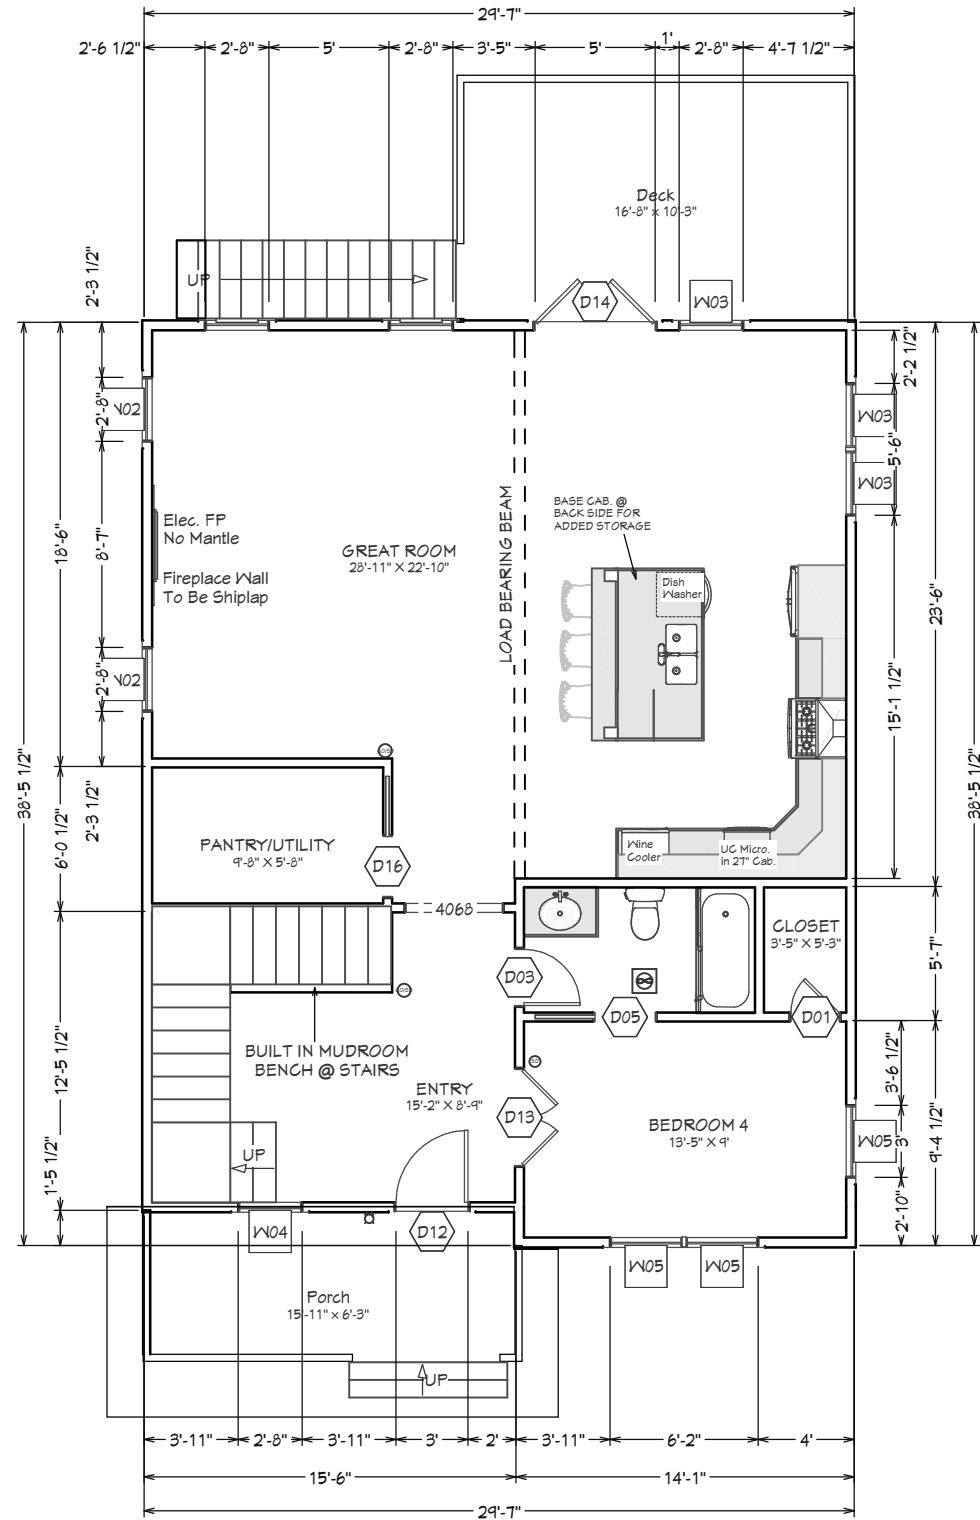 29'-7"
2'-6 1/2" 2'-8" 5' 2'-8" 3'-5" 5' 1' 2'-8" 4'-7 1/2"
Deck
16'-8" x 10'-3"
UP
D14
W03
2'-3 1/2"
2'-2 1/2"
W02
2'-8"
W03
5'-6"
W03
BASE CAB. @
BACK SIDE FOR
ADDED STORAGE
Elec. FP
No Mantle
Fireplace Wall
To Be Shiplap
GREAT ROOM
28'-11" X 22'-10"
LOAD BEARING BEAM
Dish
Washer
18'-6"
8'-7"
23'-6"
W02
2'-8"
15'-1 1/2"
38'-5 1/2"
38'-5 1/2"
2'-3 1/2"
6'-0 1/2"
PANTRY/UTILITY
9'-8" X 5'-8"
D16
Wine
Cooler
UC Micro.
in 27" Cab.
4068
CLOSET
3'-5" X 5'-3"
5'-7"
D03
D05
D01
BUILT IN MUDROOM
BENCH @ STAIRS
12'-5 1/2"
3'-6 1/2"
ENTRY
15'-2" X 8'-9"
D13
BEDROOM 4
13'-5" X 9'
W05
3'
9'-4 1/2"
UP
1'-5 1/2"
2'-10"
W04
D12
W05
W05
Porch
15'-11" x 6'-3"
UP
3'-11" 2'-8" 3'-11" 3' 2' 3'-11" 6'-2" 4'
15'-6" 14'-1"
29'-7"